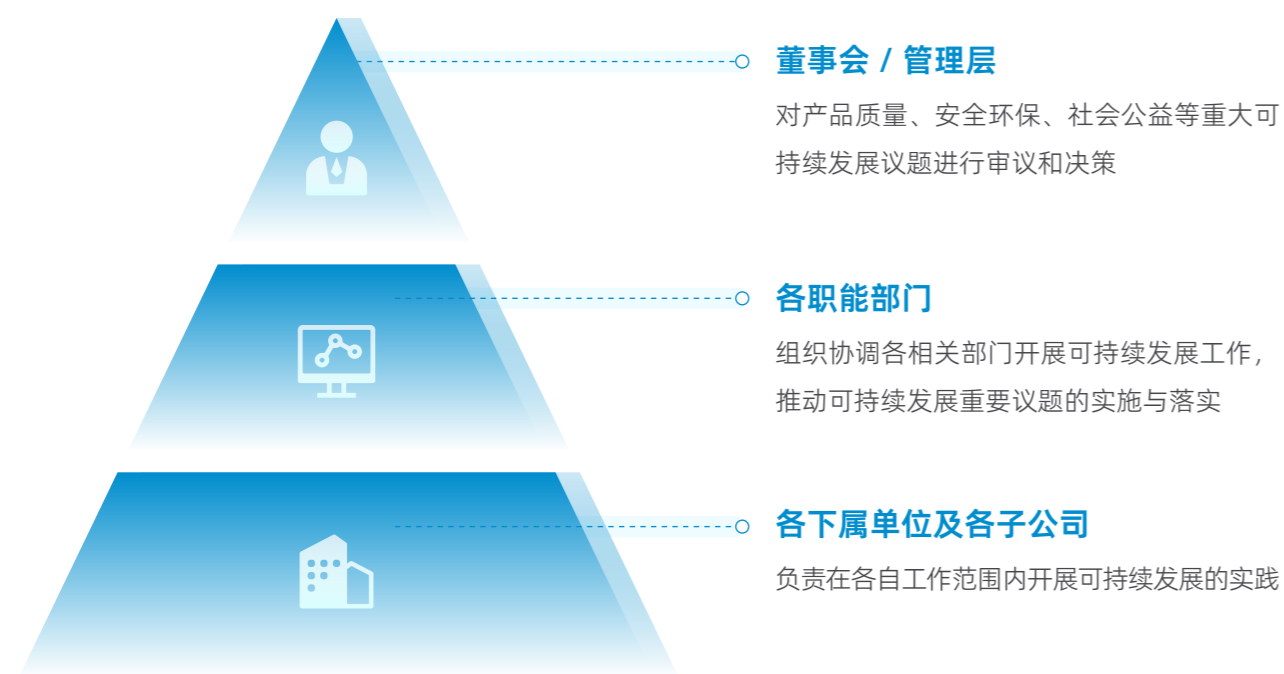 董事会 / 管理层
对产品质量、安全环保、社会公益等重大可
持续发展议题进行审议和决策
各职能部门
组织协调各相关部门开展可持续发展工作，
推动可持续发展重要议题的实施与落实
各下属单位及各子公司
负责在各自工作范围内开展可持续发展的实践